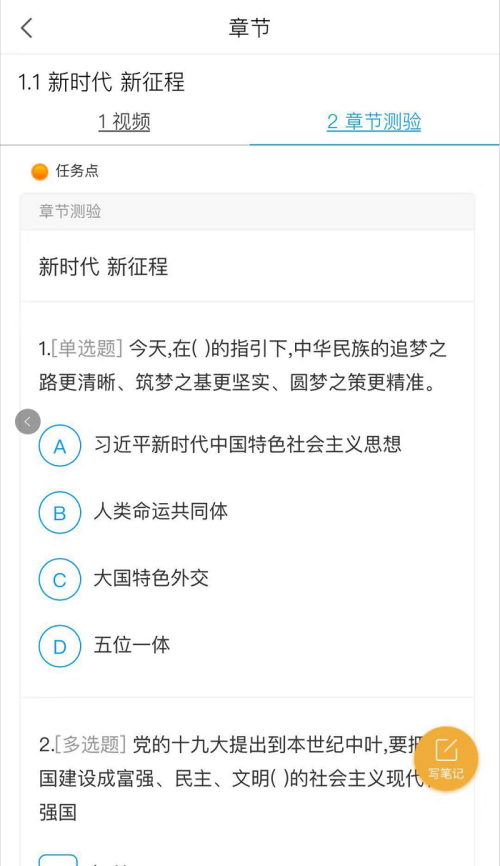 章节
1.1 新时代 新征程
1 视频
2 章节测验
任务点
章节测验
新时代 新征程
1.[单选题] 今天,在( )的指引下,中华民族的追梦之
路更清晰、筑梦之基更坚实、圆梦之策更精准。
A 习近平新时代中国特色社会主义思想
B 人类命运共同体
C 大国特色外交
D 五位一体
2.[多选题] 党的十九大提出到本世纪中叶,要
国建设成富强、民主、文明( )的社会主义现代
强国
写笔记